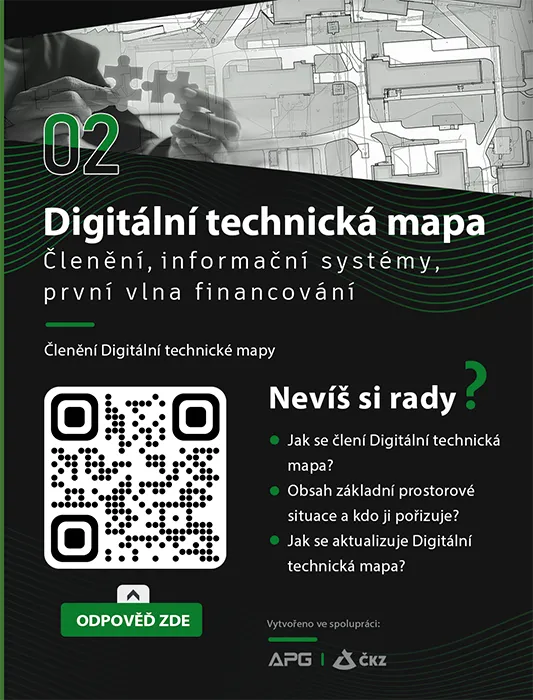 02
Digitální technická mapa
Členění, informační systémy,
první vlna financování
Členění Digitální technické mapy
Nevíš si rady?
Jak se člení Digitální technická
mapa?
Obsah základní prostorové
situace a kdo ji pořizuje?
Jak se aktualizuje Digitální
technická mapa?
ODPOVĚĎ ZDE
Vytvořeno ve spolupráci:
APG | ČKZ